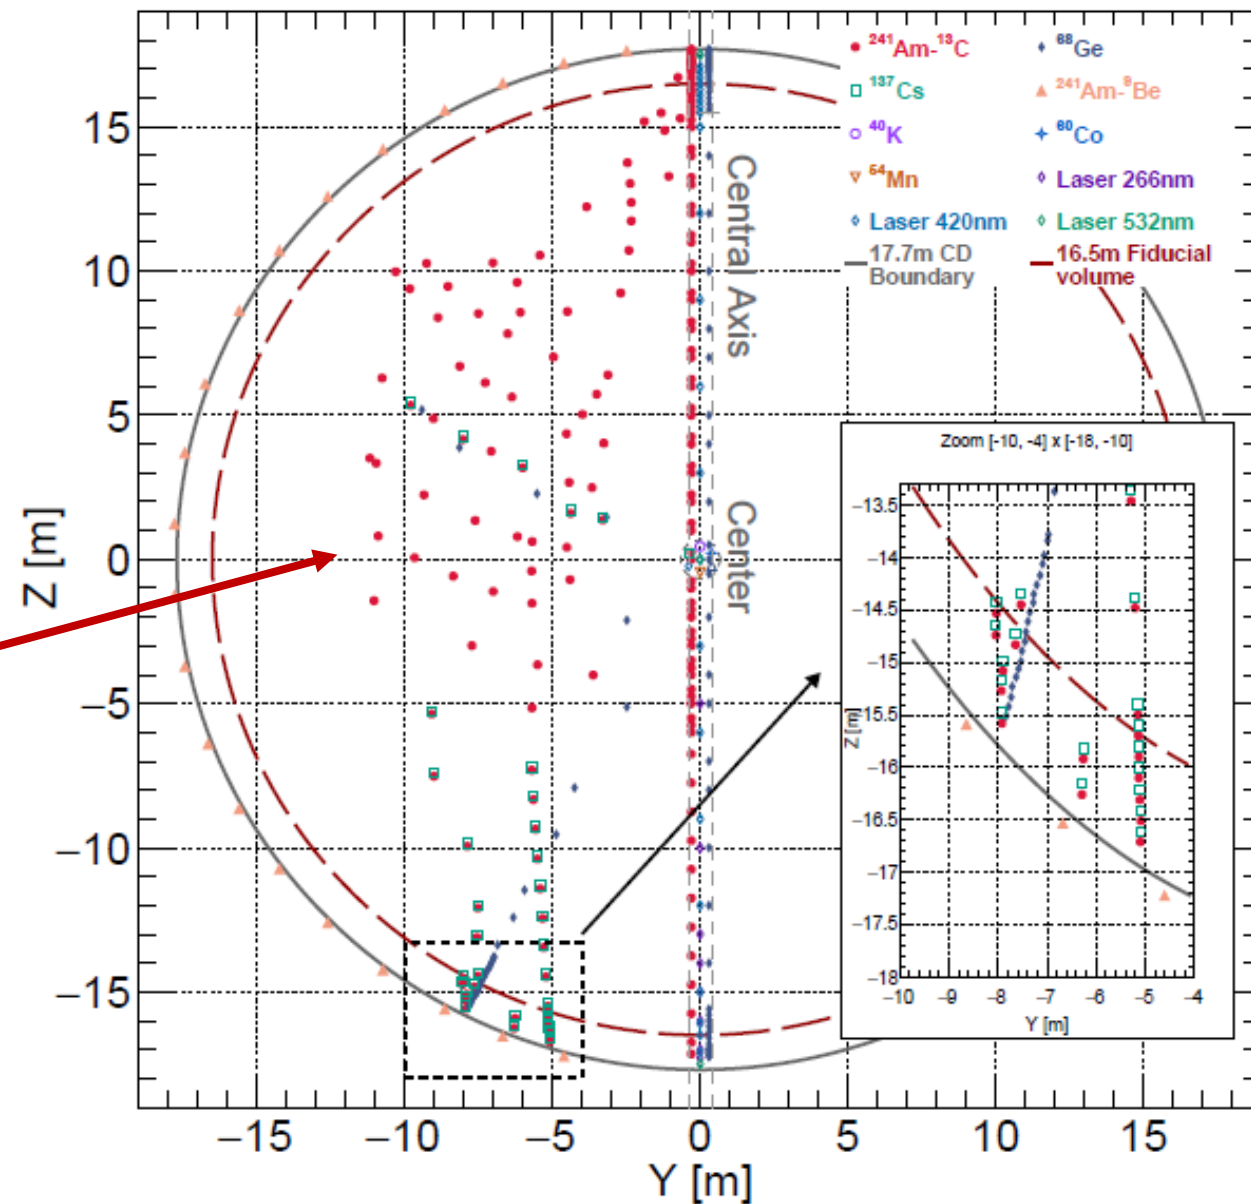 ²⁴¹Am-¹³C
⁶⁸Ge
¹³⁷Cs
²⁴¹Am-⁹Be
⁴⁰K
⁶⁰Co
⁵⁴Mn
Laser 266nm
Laser 420nm
Laser 532nm
17.7m CD
Boundary
16.5m Fiducial
volume
Central Axis
Center
Z [m]
15
10
5
0
−5
−10
−15
−15
−10
−5
0
5
10
15
Y [m]
Zoom [-10, -4] x [-18, -10]
Z [m]
−13.5
−14
−14.5
−15
−15.5
−16
−16.5
−17
−17.5
−18
−10
−9
−8
−7
−6
−5
−4
Y [m]